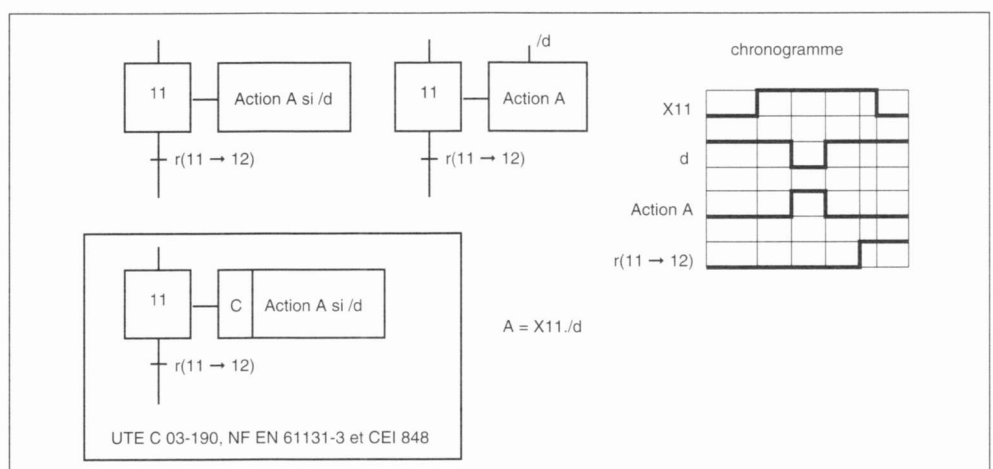 11
Action A si /d
r(11 → 12)
/d
11
Action A
r(11 → 12)
chronogramme
X11
d
Action A
r(11 → 12)
11
C
Action A si /d
r(11 → 12)
A = X11./d
UTE C 03-190, NF EN 61131-3 et CEI 848